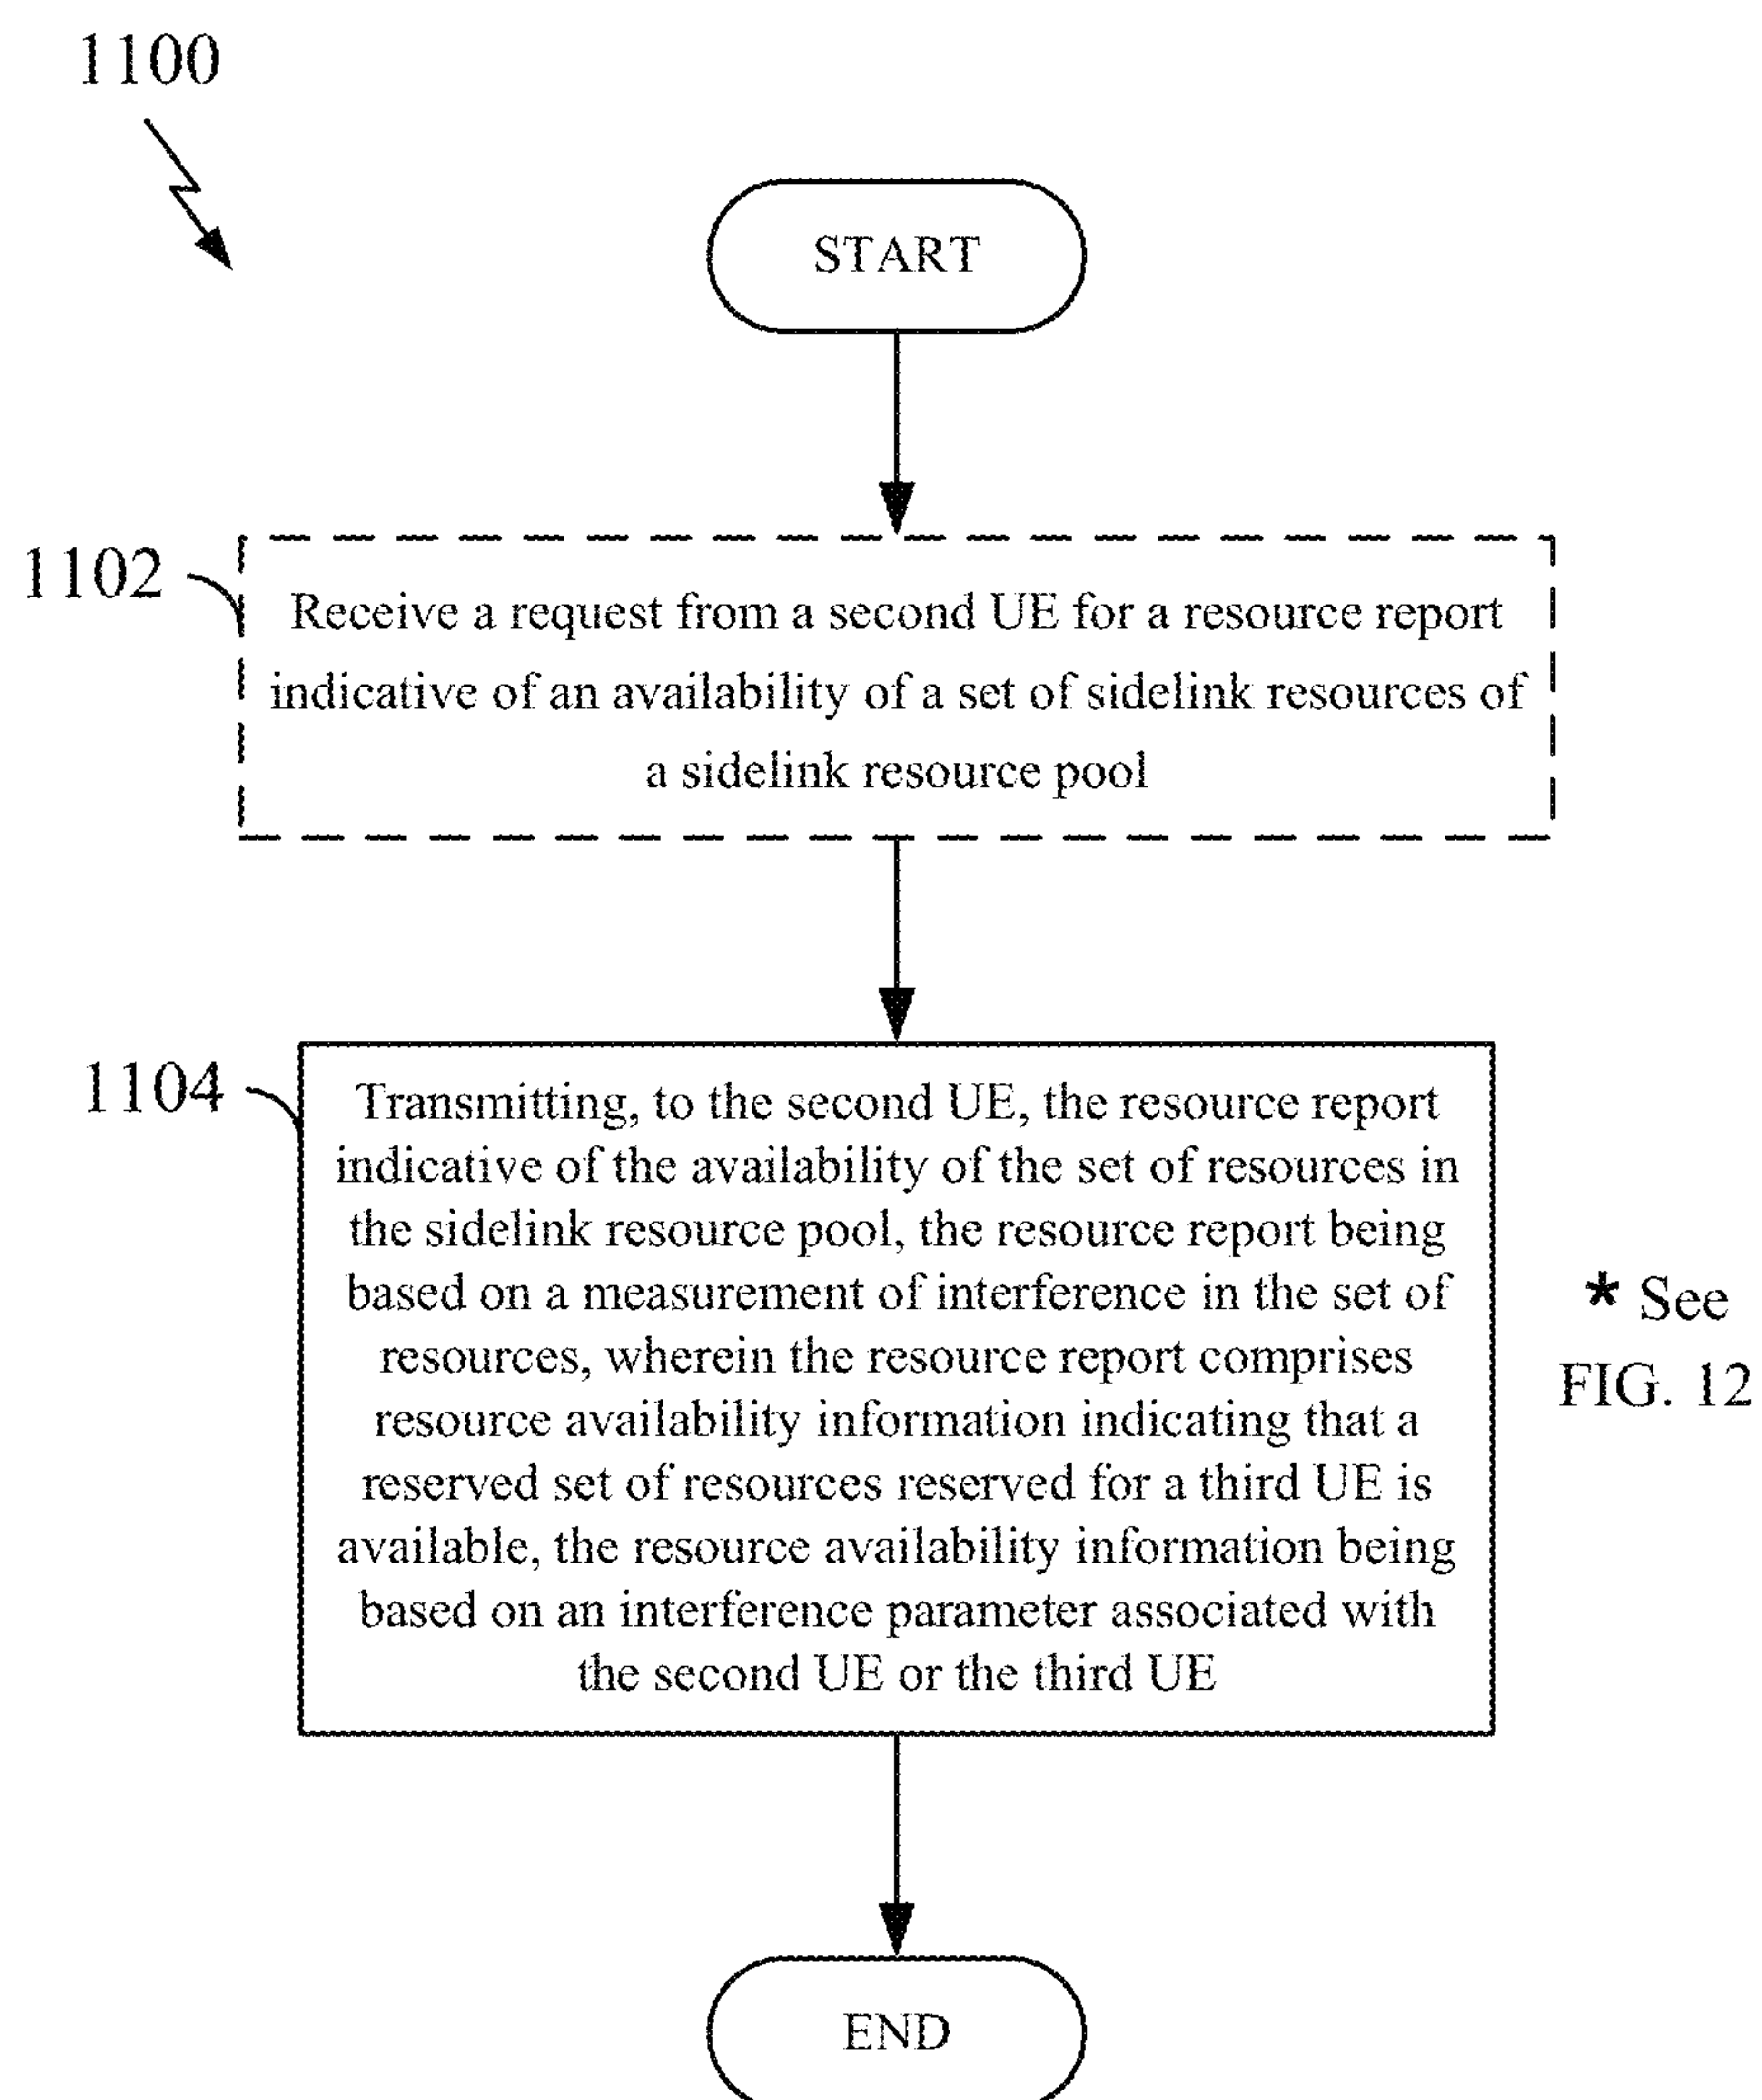 1100
START
1102
Receive a request from a second UE for a resource report
indicative of an availability of a set of sidelink resources of
a sidelink resource pool
1104
Transmitting, to the second UE, the resource report
indicative of the availability of the set of resources in
the sidelink resource pool, the resource report being
based on a measurement of interference in the set of
resources, wherein the resource report comprises
resource availability information indicating that a
reserved set of resources reserved for a third UE is
available, the resource availability information being
based on an interference parameter associated with
the second UE or the third UE
* See
FIG. 12
END